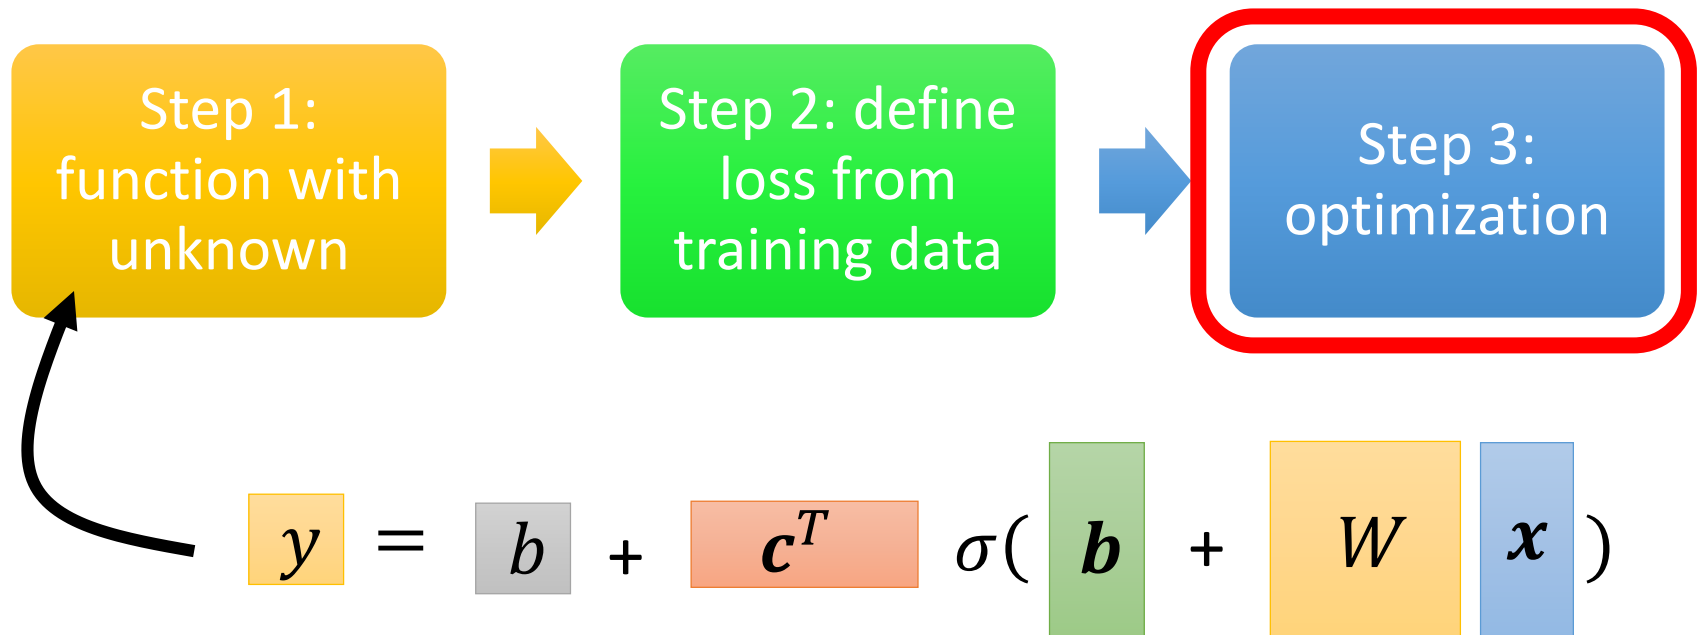 Step 1:
function with
unknown
Step 2: define
loss from
training data
Step 3:
optimization
y = b + c^T σ( b + W x )